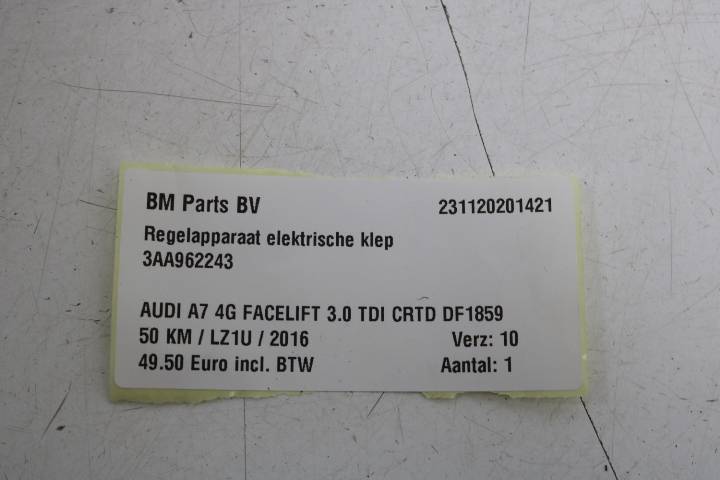 BM Parts BV 231120201421
Regelapparaat elektrische klep
3AA962243
AUDI A7 4G FACELIFT 3.0 TDI CRTD DF1859
50 KM / LZ1U / 2016 Verz: 10
49.50 Euro incl. BTW Aantal: 1